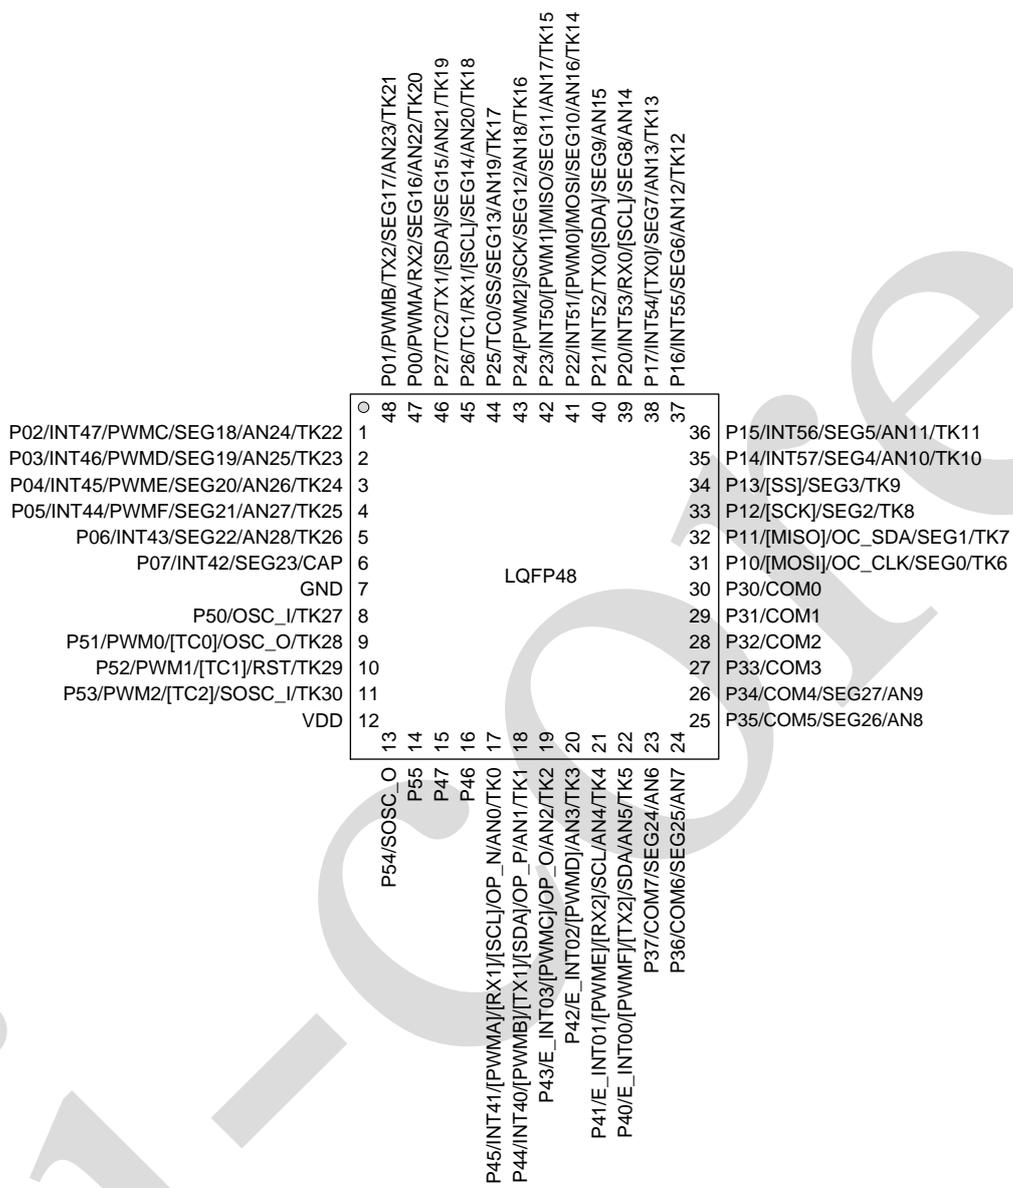 P01/PWMB/TX2/SEG17/AN23/TK21
P00/PWMA/RX2/SEG16/AN22/TK20
P27/TC2/TX1/[SDA]/SEG15/AN21/TK19
P26/TC1/RX1/[SCL]/SEG14/AN20/TK18
P25/TC0/SS/SEG13/AN19/TK17
P24/[PWM2]/SCK/SEG12/AN18/TK16
P23/INT50/[PWM1]/MISO/SEG11/AN17/TK15
P22/INT51/[PWM0]/MOSI/SEG10/AN16/TK14
P21/INT52/TX0/[SDA]/SEG9/AN15
P20/INT53/RX0/[SCL]/SEG8/AN14
P17/INT54/[TX0]/SEG7/AN13/TK13
P16/INT55/SEG6/AN12/TK12
48
47
46
45
44
43
42
41
40
39
38
37
P02/INT47/PWMC/SEG18/AN24/TK22 1
P03/INT46/PWMD/SEG19/AN25/TK23 2
P04/INT45/PWME/SEG20/AN26/TK24 3
P05/INT44/PWMF/SEG21/AN27/TK25 4
P06/INT43/SEG22/AN28/TK26 5
P07/INT42/SEG23/CAP 6
GND 7
P50/OSC_I/TK27 8
P51/PWM0/[TC0]/OSC_O/TK28 9
P52/PWM1/[TC1]/RST/TK29 10
P53/PWM2/[TC2]/SOSC_I/TK30 11
VDD 12
LQFP48
36 P15/INT56/SEG5/AN11/TK11
35 P14/INT57/SEG4/AN10/TK10
34 P13/[SS]/SEG3/TK9
33 P12/[SCK]/SEG2/TK8
32 P11/[MISO]/OC_SDA/SEG1/TK7
31 P10/[MOSI]/OC_CLK/SEG0/TK6
30 P30/COM0
29 P31/COM1
28 P32/COM2
27 P33/COM3
26 P34/COM4/SEG27/AN9
25 P35/COM5/SEG26/AN8
13
14
15
16
17
18
19
20
21
22
23
24
P54/SOSC_O
P55
P47
P46
P45/INT41/[PWMA]/[RX1]/[SCL]/OP_N/AN0/TK0
P44/INT40/[PWMB]/[TX1]/[SDA]/OP_P/AN1/TK1
P43/E_INT03/[PWMC]/OP_O/AN2/TK2
P42/E_INT02/[PWMD]/AN3/TK3
P41/E_INT01/[PWME]/[RX2]/SCL/AN4/TK4
P40/E_INT00/[PWMF]/[TX2]/SDA/AN5/TK5
P37/COM7/SEG24/AN6
P36/COM6/SEG25/AN7
i-core